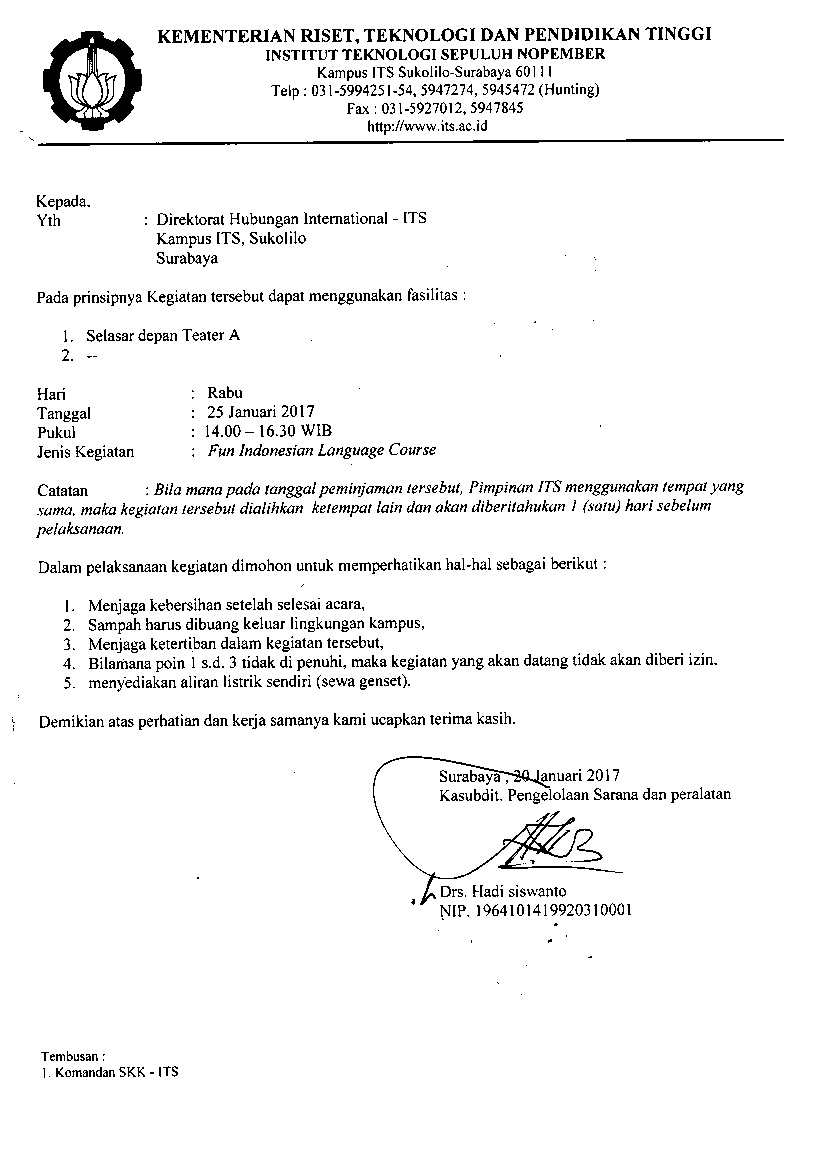 KEMENTERIAN RISET, TEKNOLOGI DAN PENDIDIKAN TINGGI
INSTITUT TEKNOLOGI SEPULUH NOPEMBER
Kampus ITS Sukolilo-Surabaya 60111
Telp : 031-5994251-54, 5947274, 5945472 (Hunting)
Fax : 031-5927012, 5947845
http://www.its.ac.id
Kepada.
Yth : Direktorat Hubungan International - ITS
Kampus ITS, Sukolilo
Surabaya
Pada prinsipnya Kegiatan tersebut dapat menggunakan fasilitas :
1. Selasar depan Teater A
2. --
Hari : Rabu
Tanggal : 25 Januari 2017
Pukul : 14.00 – 16.30 WIB
Jenis Kegiatan : Fun Indonesian Language Course
Catatan : Bila mana pada tanggal peminjaman tersebut, Pimpinan ITS menggunakan tempat yang
sama, maka kegiatan tersebut dialihkan ketempat lain dan akan diberitahukan 1 (satu) hari sebelum
pelaksanaan.
Dalam pelaksanaan kegiatan dimohon untuk memperhatikan hal-hal sebagai berikut :
1. Menjaga kebersihan setelah selesai acara,
2. Sampah harus dibuang keluar lingkungan kampus,
3. Menjaga ketertiban dalam kegiatan tersebut,
4. Bilamana poin 1 s.d. 3 tidak di penuhi, maka kegiatan yang akan datang tidak akan diberi izin.
5. menyediakan aliran listrik sendiri (sewa genset).
Demikian atas perhatian dan kerja samanya kami ucapkan terima kasih.
Surabaya , 20 Januari 2017
Kasubdit. Pengelolaan Sarana dan peralatan
Drs. Hadi siswanto
NIP. 1964101419920310001
Tembusan :
1. Komandan SKK - ITS